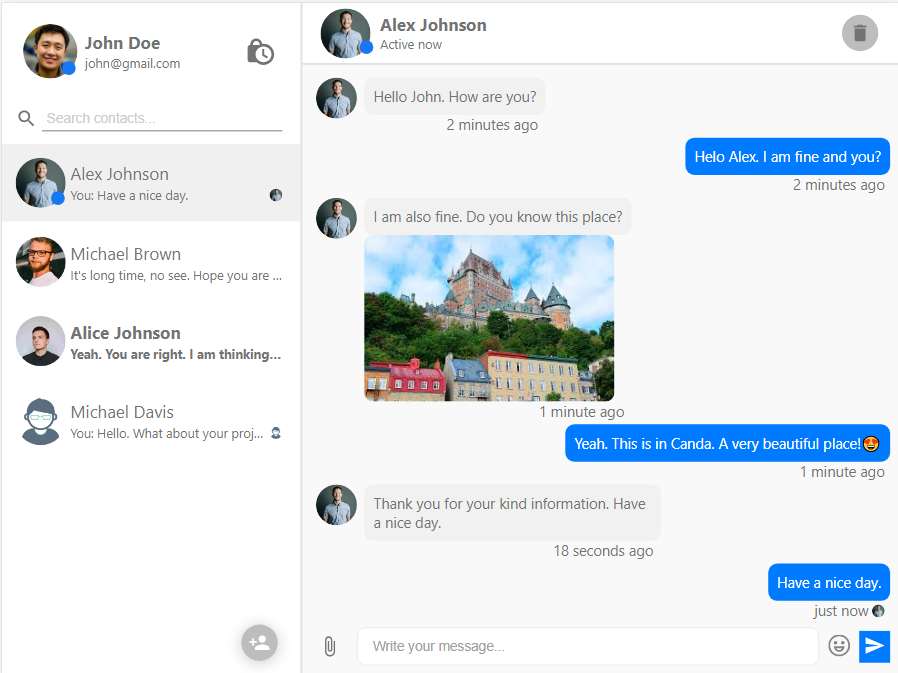 John Doe
john@gmail.com
Search contacts...
Alex Johnson
You: Have a nice day.
Michael Brown
It's long time, no see. Hope you are ...
Alice Johnson
Yeah. You are right. I am thinking...
Michael Davis
You: Hello. What about your proj...
Alex Johnson
Active now
Hello John. How are you?
2 minutes ago
Helo Alex. I am fine and you?
2 minutes ago
I am also fine. Do you know this place?
1 minute ago
Yeah. This is in Canda. A very beautiful place!😍
1 minute ago
Thank you for your kind information. Have
a nice day.
18 seconds ago
Have a nice day.
just now
Write your message...